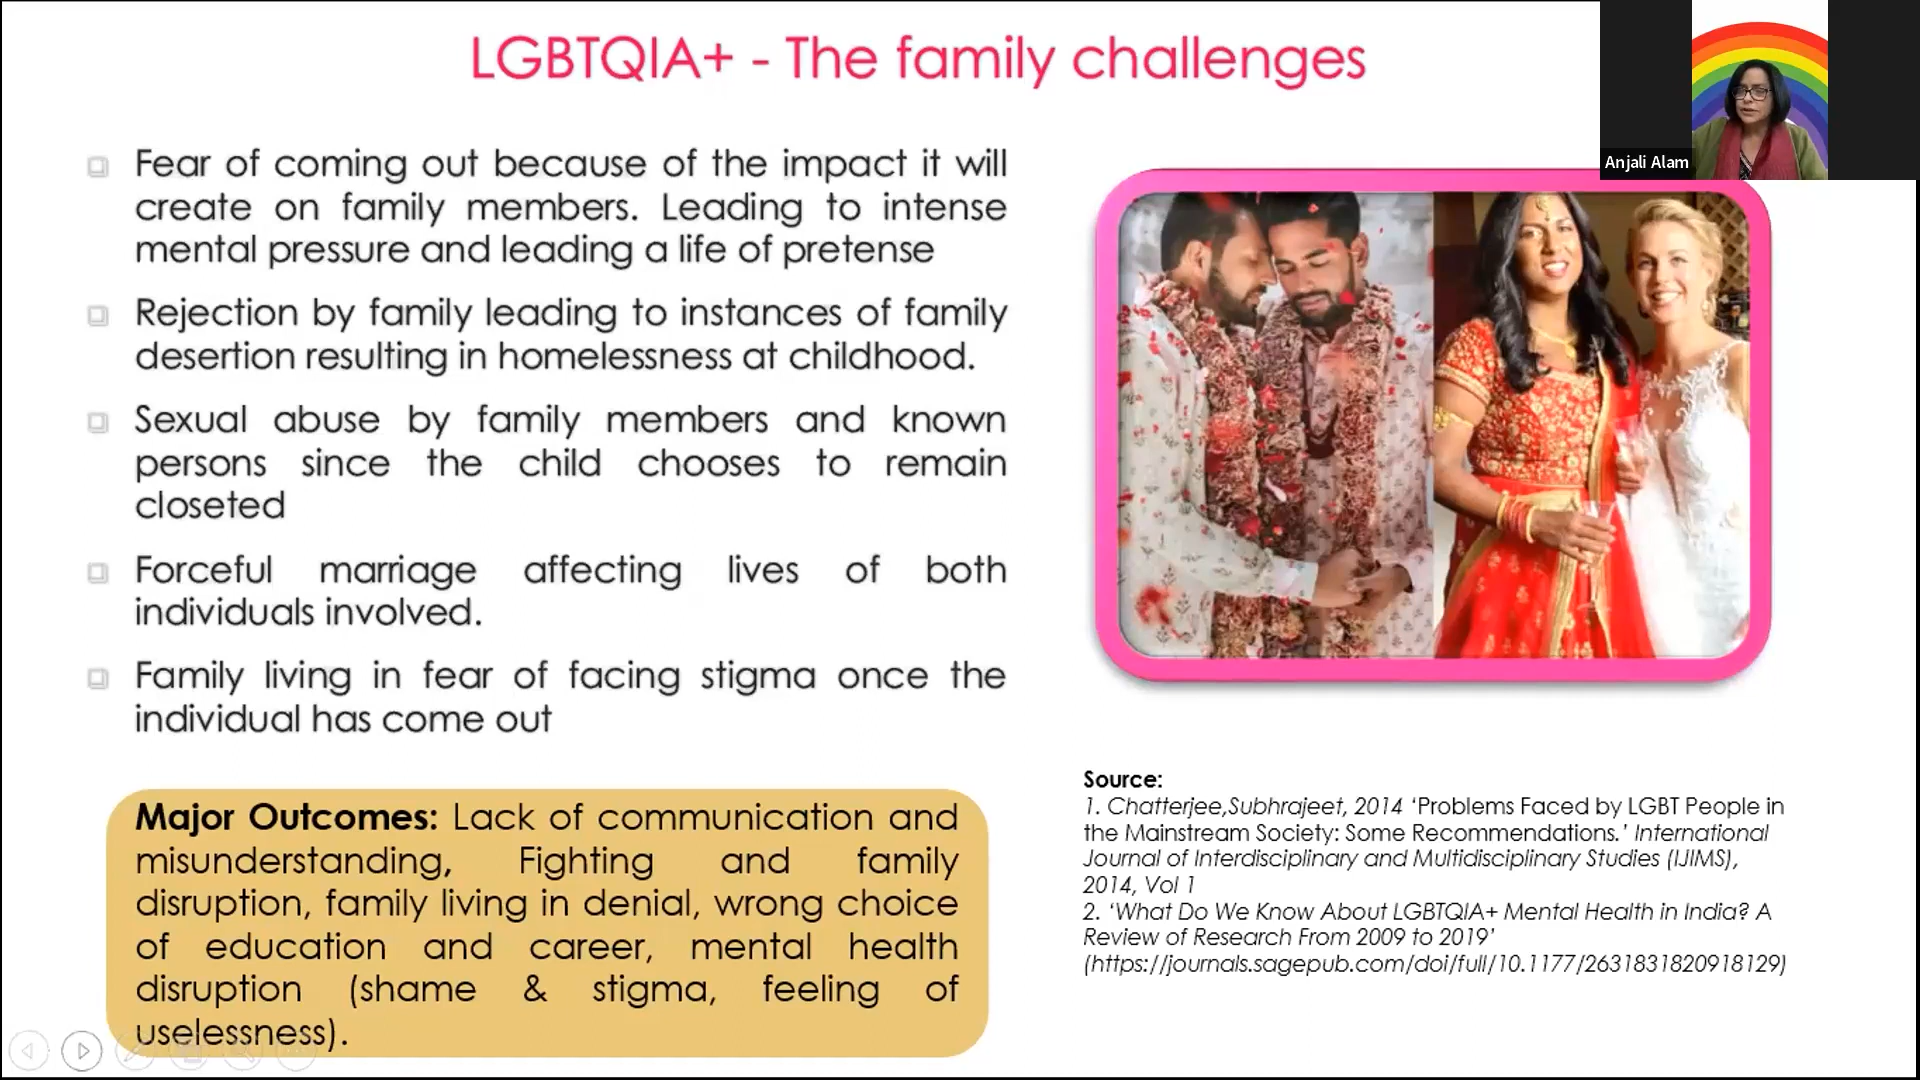 LGBTQIA+ - The family challenges
Anjali Alam
Fear of coming out because of the impact it will
create on family members. Leading to intense
mental pressure and leading a life of pretense
Rejection by family leading to instances of family
desertion resulting in homelessness at childhood.
Sexual abuse by family members and known
persons since the child chooses to remain
closeted
Forceful marriage affecting lives of both
individuals involved.
Family living in fear of facing stigma once the
individual has come out
Major Outcomes: Lack of communication and
misunderstanding, Fighting and family
disruption, family living in denial, wrong choice
of education and career, mental health
disruption (shame & stigma, feeling of
uselessness).
Source:
1. Chatterjee,Subhrajeet, 2014 ‘Problems Faced by LGBT People in
the Mainstream Society: Some Recommendations.’ International
Journal of Interdisciplinary and Multidisciplinary Studies (IJIMS),
2014, Vol 1
2. ‘What Do We Know About LGBTQIA+ Mental Health in India? A
Review of Research From 2009 to 2019’
(https://journals.sagepub.com/doi/full/10.1177/2631831820918129)